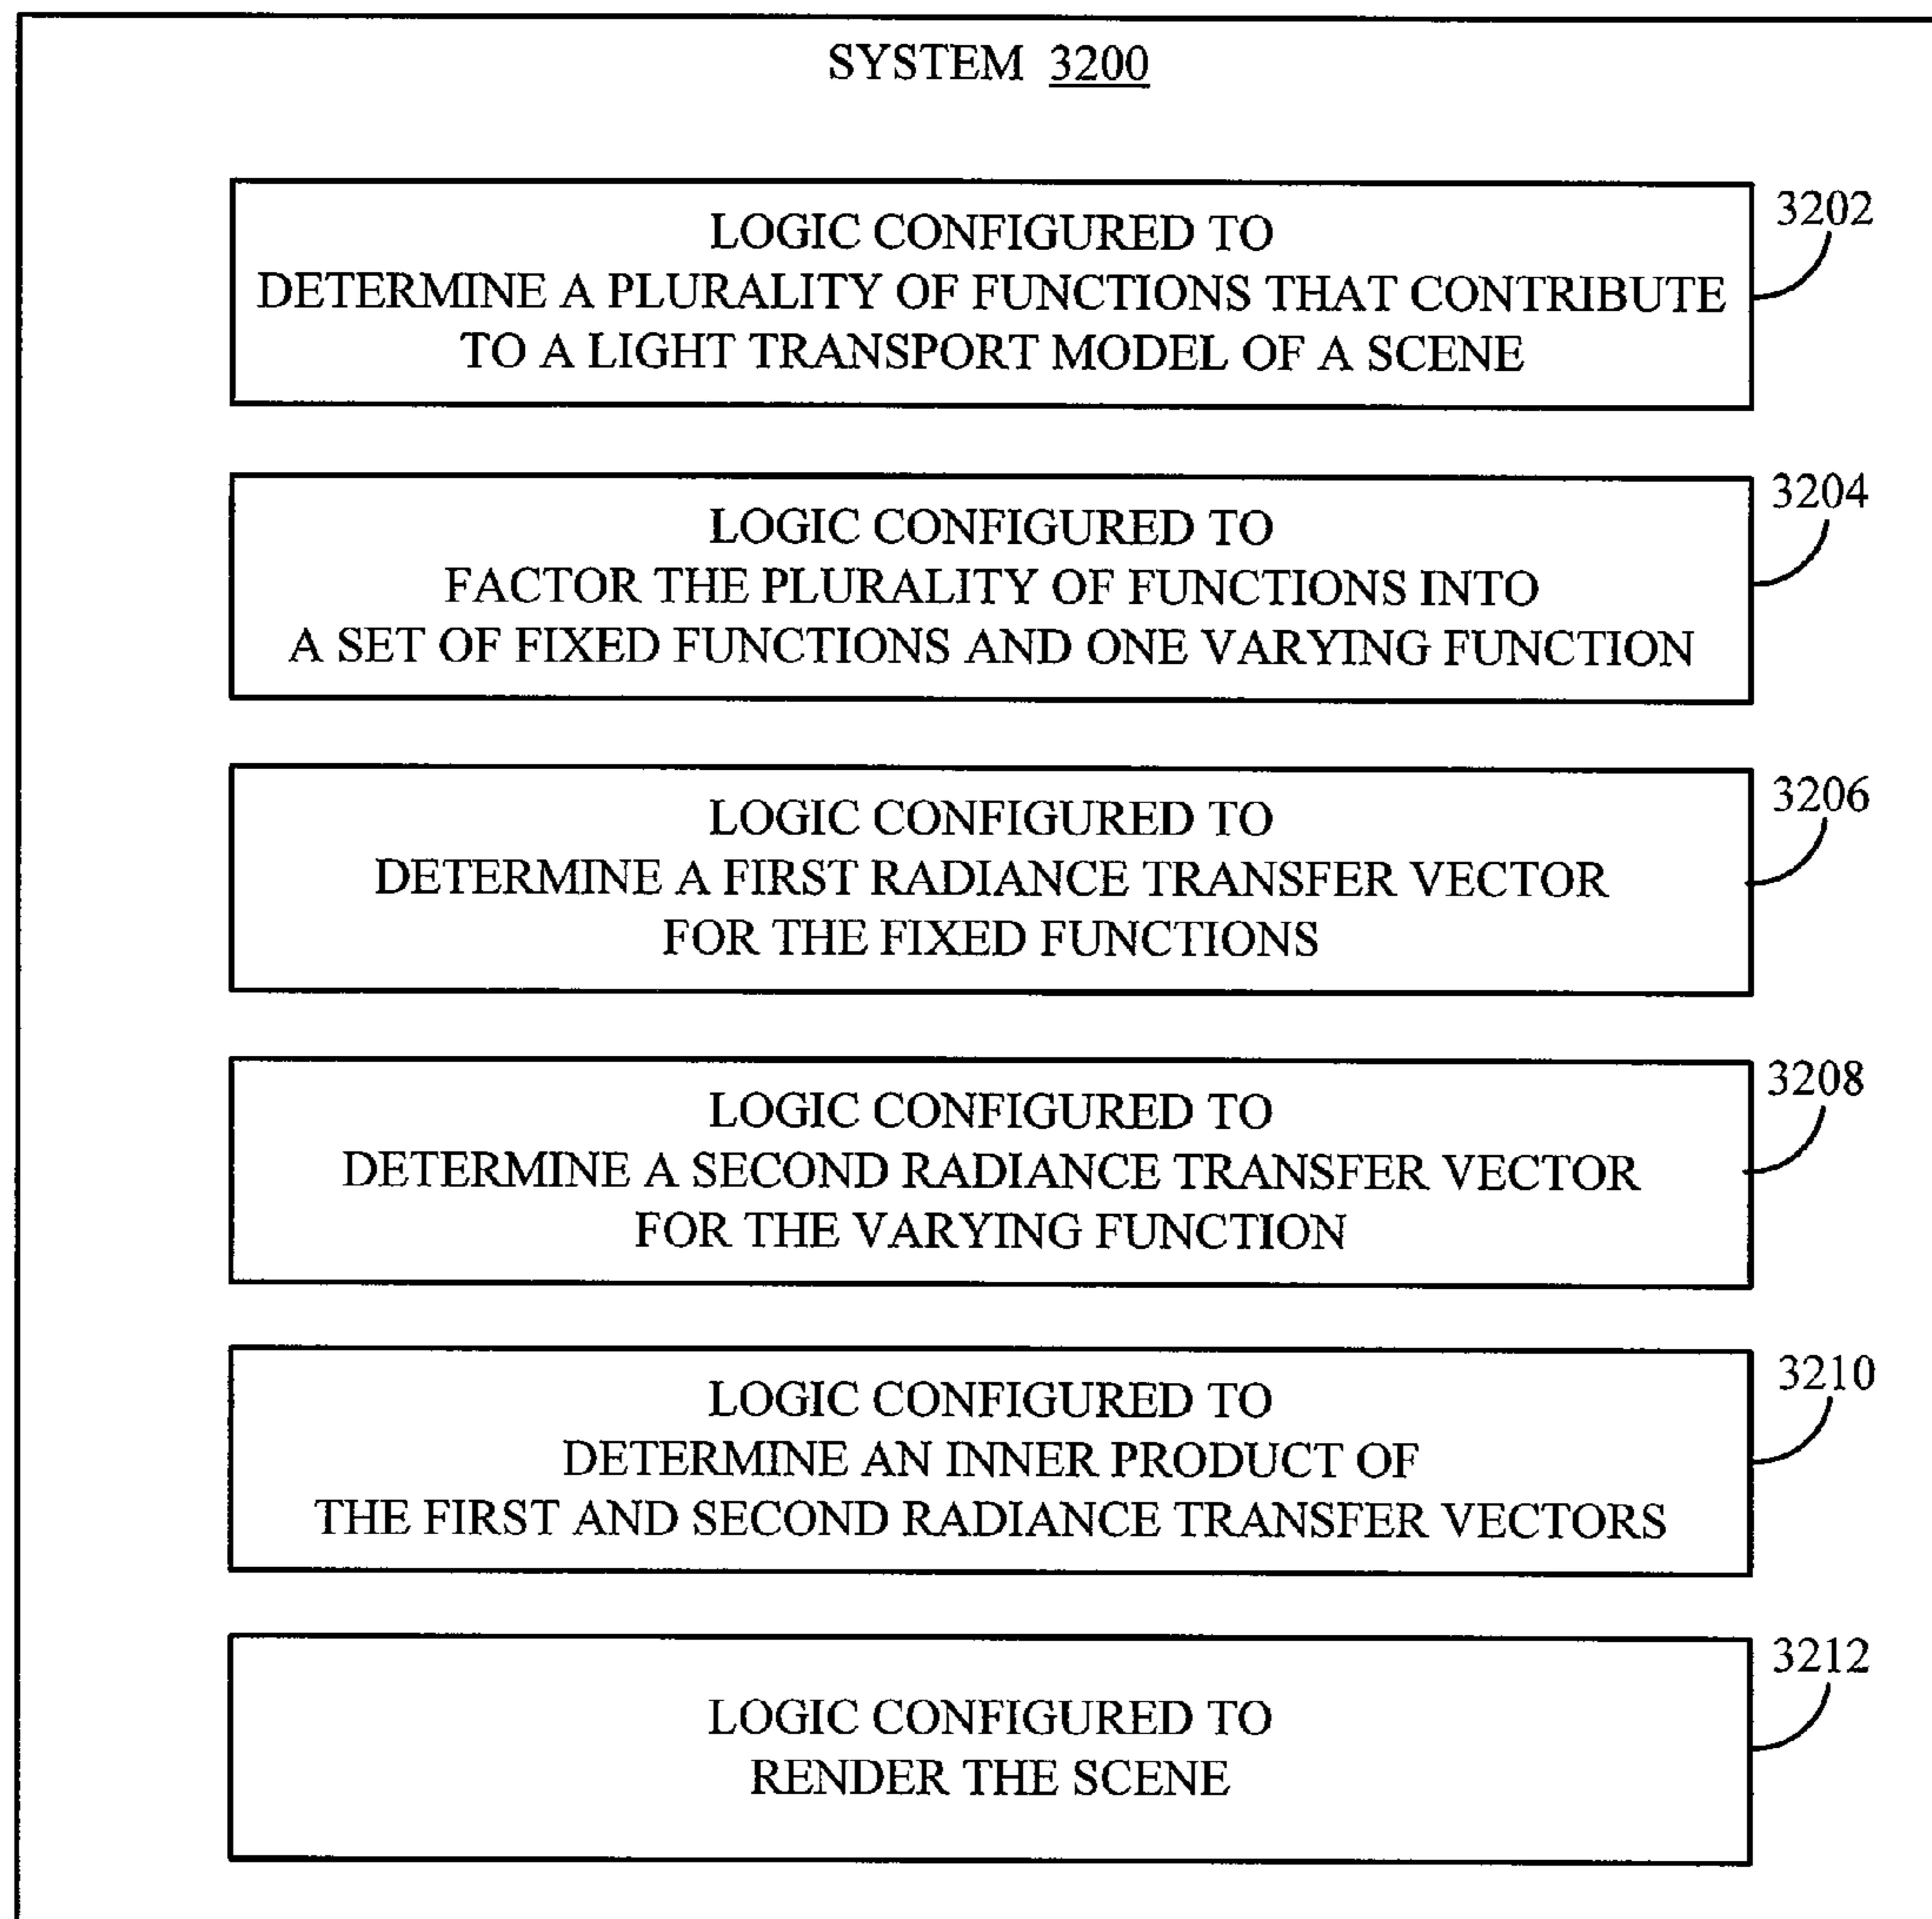 SYSTEM 3200
LOGIC CONFIGURED TO
DETERMINE A PLURALITY OF FUNCTIONS THAT CONTRIBUTE
TO A LIGHT TRANSPORT MODEL OF A SCENE
3202
LOGIC CONFIGURED TO
FACTOR THE PLURALITY OF FUNCTIONS INTO
A SET OF FIXED FUNCTIONS AND ONE VARYING FUNCTION
3204
LOGIC CONFIGURED TO
DETERMINE A FIRST RADIANCE TRANSFER VECTOR
FOR THE FIXED FUNCTIONS
3206
LOGIC CONFIGURED TO
DETERMINE A SECOND RADIANCE TRANSFER VECTOR
FOR THE VARYING FUNCTION
3208
LOGIC CONFIGURED TO
DETERMINE AN INNER PRODUCT OF
THE FIRST AND SECOND RADIANCE TRANSFER VECTORS
3210
LOGIC CONFIGURED TO
RENDER THE SCENE
3212